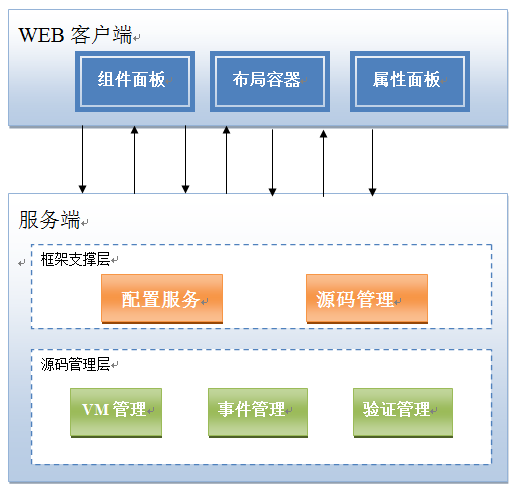 WEB 客户端
组件面板 布局容器 属性面板
服务端
框架支撑层
配置服务 源码管理
源码管理层
VM 管理 事件管理 验证管理